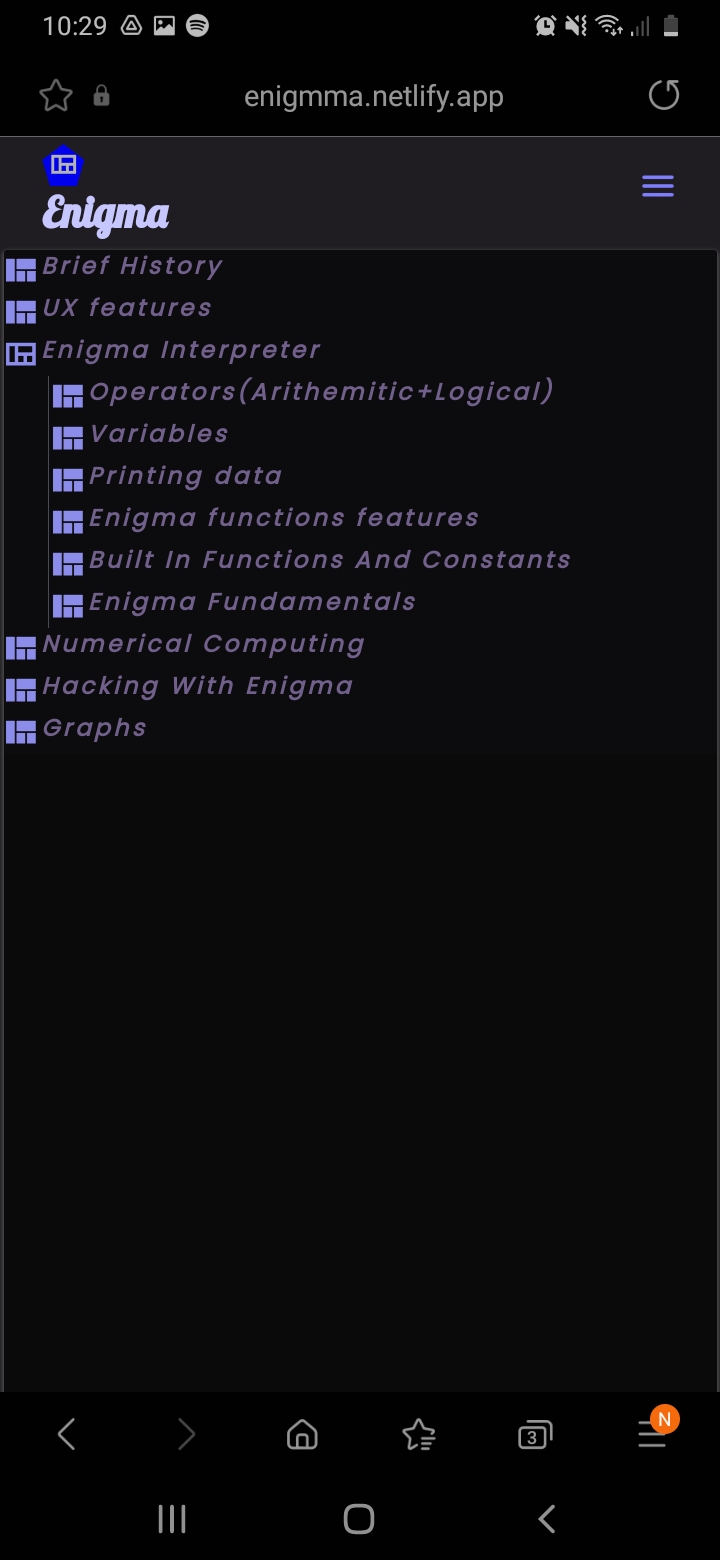 10:29
enigmma.netlify.app
Enigma
Brief History
UX features
Enigma Interpreter
Operators(Arithemitic+Logical)
Variables
Printing data
Enigma functions features
Built In Functions And Constants
Enigma Fundamentals
Numerical Computing
Hacking With Enigma
Graphs
3
N